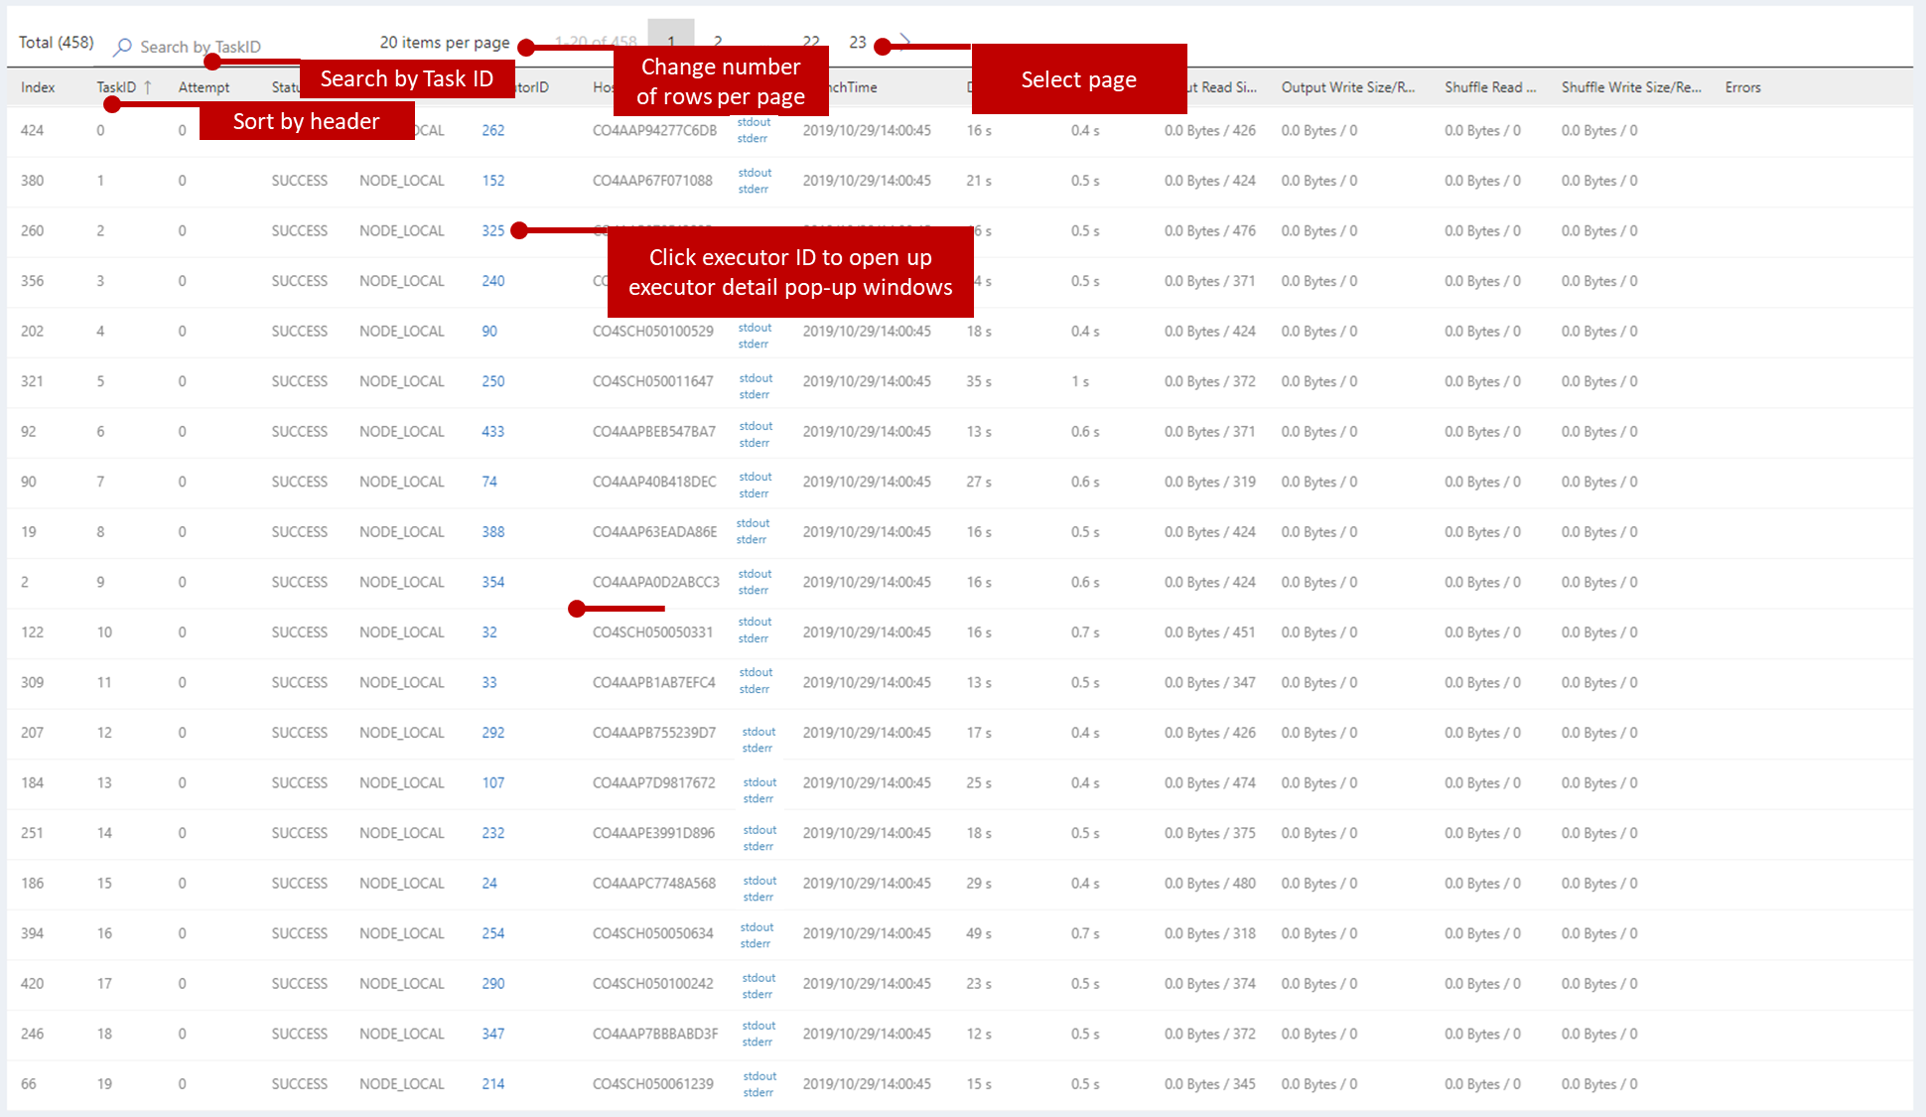 Total (458) Search by TaskID 20 items per page 1-20 of 458 1 2 22 23
Search by Task ID
Change number
of rows per page
Select page
Index TaskID ↑ Attempt Errors
Output Write Size/R... Shuffle Read ... Shuffle Write Size/Re...
Sort by header
424 0 0 262 CO4AAP94277C6DB stdout stderr 2019/10/29/14:00:45 16 s 0.4 s 0.0 Bytes / 426 0.0 Bytes / 0 0.0 Bytes / 0 0.0 Bytes / 0
380 1 0 SUCCESS NODE_LOCAL 152 CO4AAP67F071088 stdout stderr 2019/10/29/14:00:45 21 s 0.5 s 0.0 Bytes / 424 0.0 Bytes / 0 0.0 Bytes / 0 0.0 Bytes / 0
260 2 0 SUCCESS NODE_LOCAL 325 0.5 s 0.0 Bytes / 476 0.0 Bytes / 0 0.0 Bytes / 0 0.0 Bytes / 0
Click executor ID to open up
executor detail pop-up windows
356 3 0 SUCCESS NODE_LOCAL 240 0.5 s 0.0 Bytes / 371 0.0 Bytes / 0 0.0 Bytes / 0 0.0 Bytes / 0
202 4 0 SUCCESS NODE_LOCAL 90 CO4SCH050100529 stdout stderr 2019/10/29/14:00:45 18 s 0.4 s 0.0 Bytes / 424 0.0 Bytes / 0 0.0 Bytes / 0 0.0 Bytes / 0
321 5 0 SUCCESS NODE_LOCAL 250 CO4SCH050011647 stdout stderr 2019/10/29/14:00:45 35 s 1 s 0.0 Bytes / 372 0.0 Bytes / 0 0.0 Bytes / 0 0.0 Bytes / 0
92 6 0 SUCCESS NODE_LOCAL 433 CO4AAPBEB547BA7 stdout stderr 2019/10/29/14:00:45 13 s 0.6 s 0.0 Bytes / 371 0.0 Bytes / 0 0.0 Bytes / 0 0.0 Bytes / 0
90 7 0 SUCCESS NODE_LOCAL 74 CO4AAP40B418DEC stdout stderr 2019/10/29/14:00:45 27 s 0.6 s 0.0 Bytes / 319 0.0 Bytes / 0 0.0 Bytes / 0 0.0 Bytes / 0
19 8 0 SUCCESS NODE_LOCAL 388 CO4AAP63EADA86E stdout stderr 2019/10/29/14:00:45 16 s 0.5 s 0.0 Bytes / 424 0.0 Bytes / 0 0.0 Bytes / 0 0.0 Bytes / 0
2 9 0 SUCCESS NODE_LOCAL 354 CO4AAPA0D2ABCC3 stdout stderr 2019/10/29/14:00:45 16 s 0.6 s 0.0 Bytes / 424 0.0 Bytes / 0 0.0 Bytes / 0 0.0 Bytes / 0
122 10 0 SUCCESS NODE_LOCAL 32 CO4SCH050050331 stdout stderr 2019/10/29/14:00:45 16 s 0.7 s 0.0 Bytes / 451 0.0 Bytes / 0 0.0 Bytes / 0 0.0 Bytes / 0
309 11 0 SUCCESS NODE_LOCAL 33 CO4AAPB1AB7EFC4 stdout stderr 2019/10/29/14:00:45 13 s 0.5 s 0.0 Bytes / 347 0.0 Bytes / 0 0.0 Bytes / 0 0.0 Bytes / 0
207 12 0 SUCCESS NODE_LOCAL 292 CO4AAPB755239D7 stdout stderr 2019/10/29/14:00:45 17 s 0.4 s 0.0 Bytes / 426 0.0 Bytes / 0 0.0 Bytes / 0 0.0 Bytes / 0
184 13 0 SUCCESS NODE_LOCAL 107 CO4AAP7D9817672 stdout stderr 2019/10/29/14:00:45 25 s 0.4 s 0.0 Bytes / 474 0.0 Bytes / 0 0.0 Bytes / 0 0.0 Bytes / 0
251 14 0 SUCCESS NODE_LOCAL 232 CO4AAPE3991D896 stdout stderr 2019/10/29/14:00:45 18 s 0.5 s 0.0 Bytes / 375 0.0 Bytes / 0 0.0 Bytes / 0 0.0 Bytes / 0
186 15 0 SUCCESS NODE_LOCAL 24 CO4AAPC7748A568 stdout stderr 2019/10/29/14:00:45 29 s 0.4 s 0.0 Bytes / 480 0.0 Bytes / 0 0.0 Bytes / 0 0.0 Bytes / 0
394 16 0 SUCCESS NODE_LOCAL 254 CO4SCH050050634 stdout stderr 2019/10/29/14:00:45 49 s 0.7 s 0.0 Bytes / 318 0.0 Bytes / 0 0.0 Bytes / 0 0.0 Bytes / 0
420 17 0 SUCCESS NODE_LOCAL 290 CO4SCH050100242 stdout stderr 2019/10/29/14:00:45 23 s 0.5 s 0.0 Bytes / 374 0.0 Bytes / 0 0.0 Bytes / 0 0.0 Bytes / 0
246 18 0 SUCCESS NODE_LOCAL 347 CO4AAP7BBBABD3F stdout stderr 2019/10/29/14:00:45 12 s 0.5 s 0.0 Bytes / 372 0.0 Bytes / 0 0.0 Bytes / 0 0.0 Bytes / 0
66 19 0 SUCCESS NODE_LOCAL 214 CO4SCH050061239 stdout stderr 2019/10/29/14:00:45 15 s 0.5 s 0.0 Bytes / 345 0.0 Bytes / 0 0.0 Bytes / 0 0.0 Bytes / 0